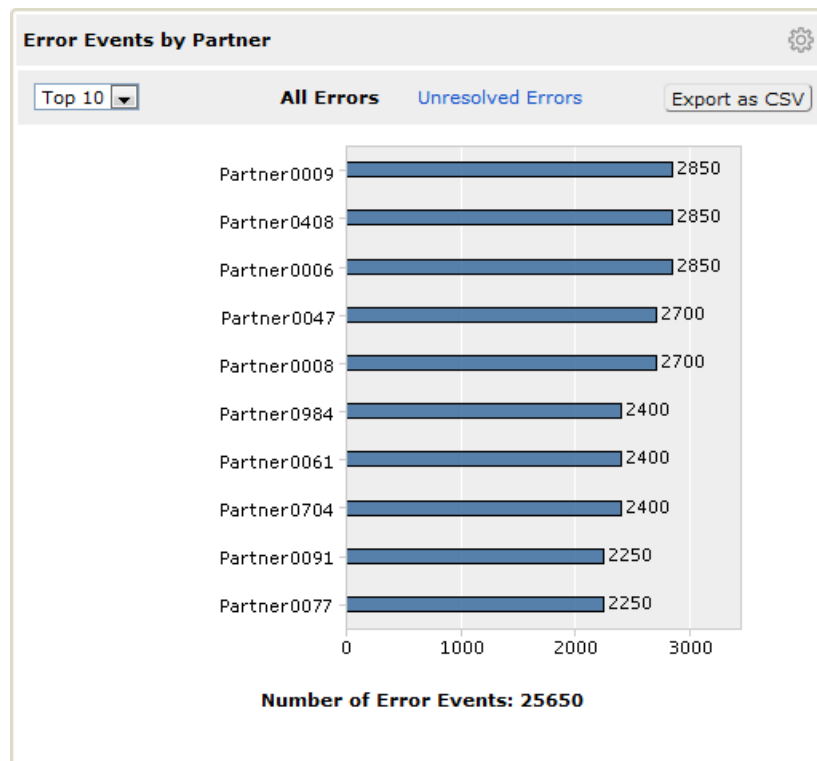 Error Events by Partner
Top 10 All Errors Unresolved Errors Export as CSV
Partner0009 2850
Partner0408 2850
Partner0006 2850
Partner0047 2700
Partner0008 2700
Partner0984 2400
Partner0061 2400
Partner0704 2400
Partner0091 2250
Partner0077 2250
0 1000 2000 3000
Number of Error Events: 25650